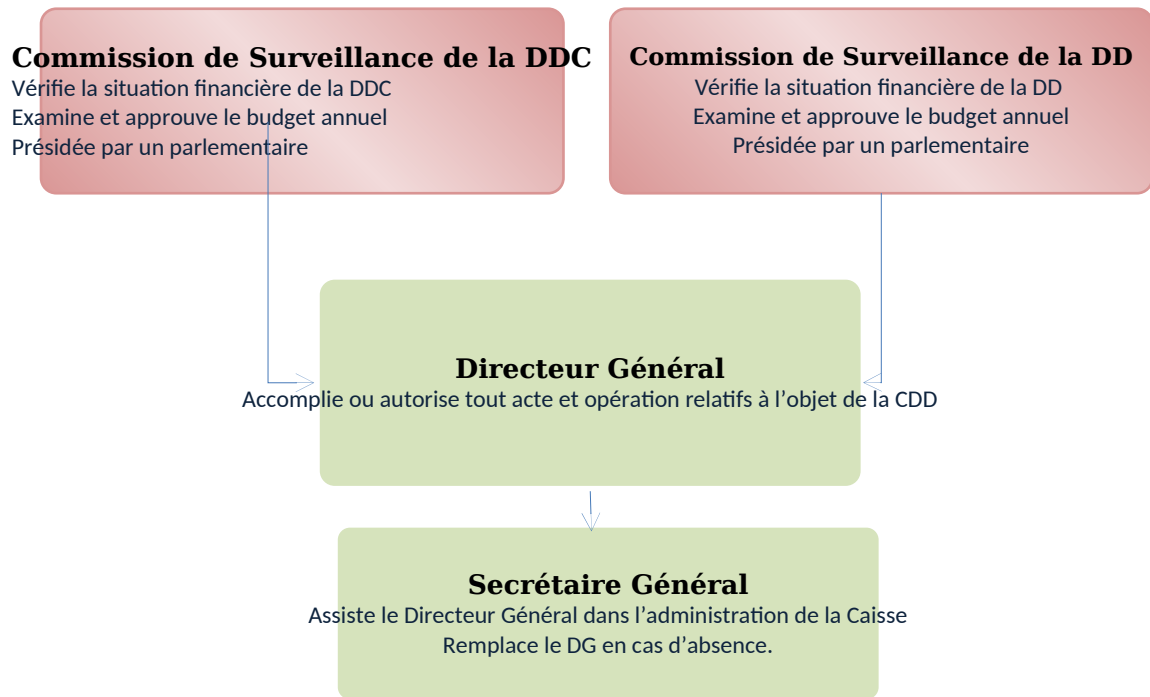 Commission de Surveillance de la DDC
Vérifie la situation financière de la DDC
Examine et approuve le budget annuel
Présidée par un parlementaire
Commission de Surveillance de la DD
Vérifie la situation financière de la DD
Examine et approuve le budget annuel
Présidée par un parlementaire
Directeur Général
Accomplie ou autorise tout acte et opération relatifs à l’objet de la CDD
Secrétaire Général
Assiste le Directeur Général dans l’administration de la Caisse
Remplace le DG en cas d’absence.